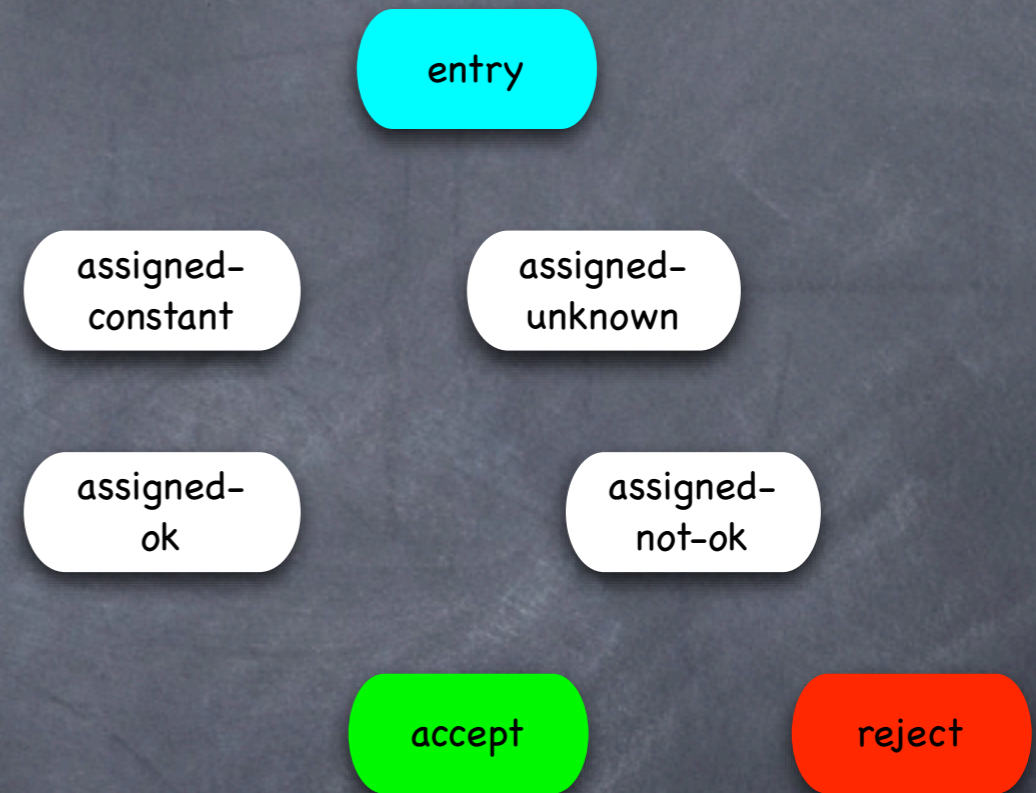 entry
assigned-
constant
assigned-
unknown
assigned-
ok
assigned-
not-ok
accept
reject